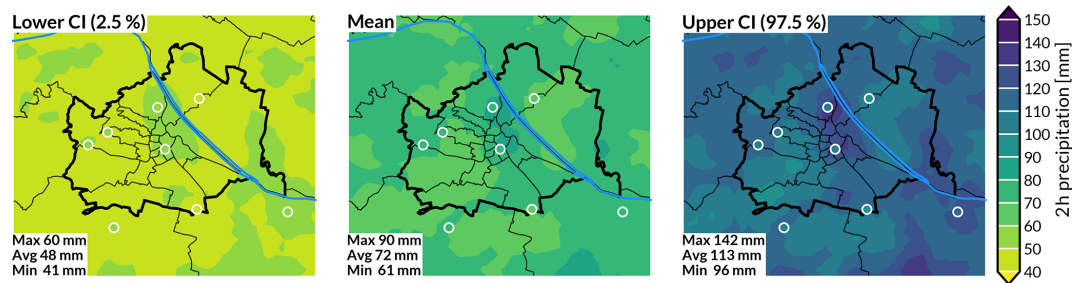 Lower CI (2.5 %)
Max 60 mm
Avg 48 mm
Min 41 mm
Mean
Max 90 mm
Avg 72 mm
Min 61 mm
Upper CI (97.5 %)
Max 142 mm
Avg 113 mm
Min 96 mm
150
140
130
120
110
100
90
80
70
60
50
40
2h precipitation [mm]